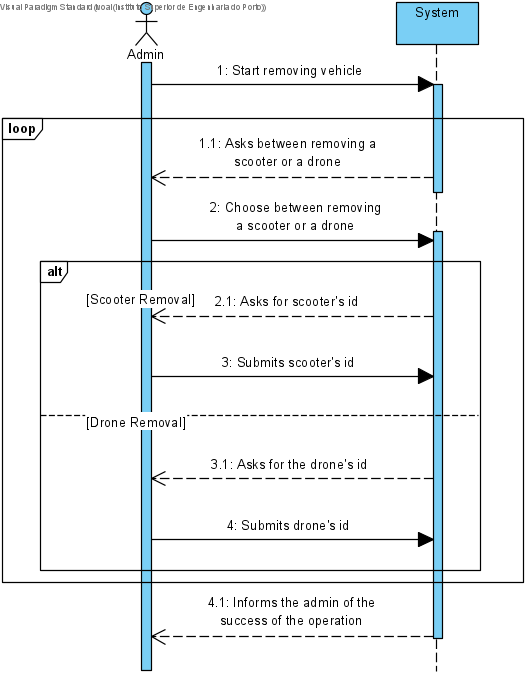 Visual Paradigm Standard (Ivoal(Instituto Superior de Engenharia do Porto))
System
Admin
1: Start removing vehicle
loop
1.1: Asks between removing a
scooter or a drone
2: Choose between removing
a scooter or a drone
alt
[Scooter Removal]
2.1: Asks for scooter's id
3: Submits scooter's id
[Drone Removal]
3.1: Asks for the drone's id
4: Submits drone's id
4.1: Informs the admin of the
success of the operation